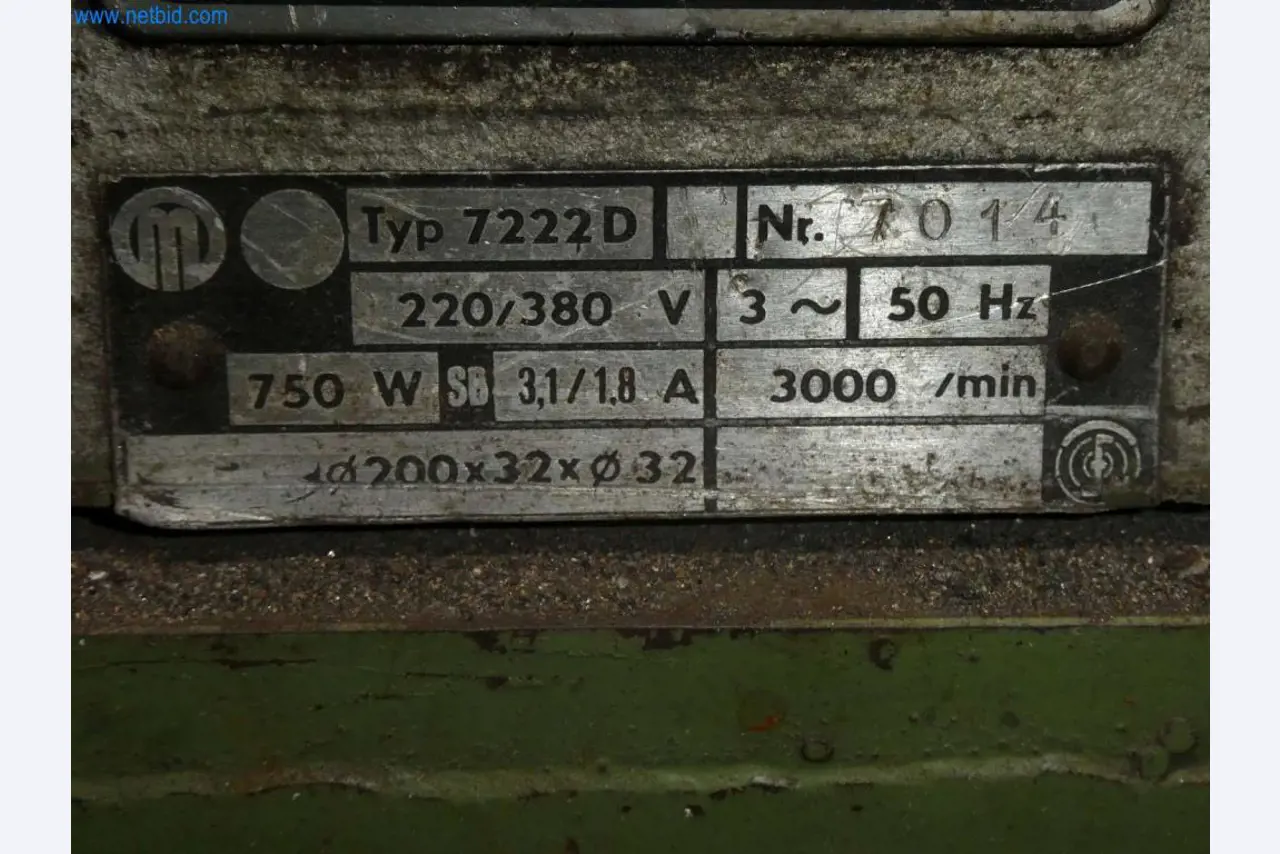 www.netbid.com
m Typ 7222D Nr. 7014
220/380 V 3 ~ 50 Hz
750 W SB 3,1/1.8 A 3000 /min
ø200x32xø32